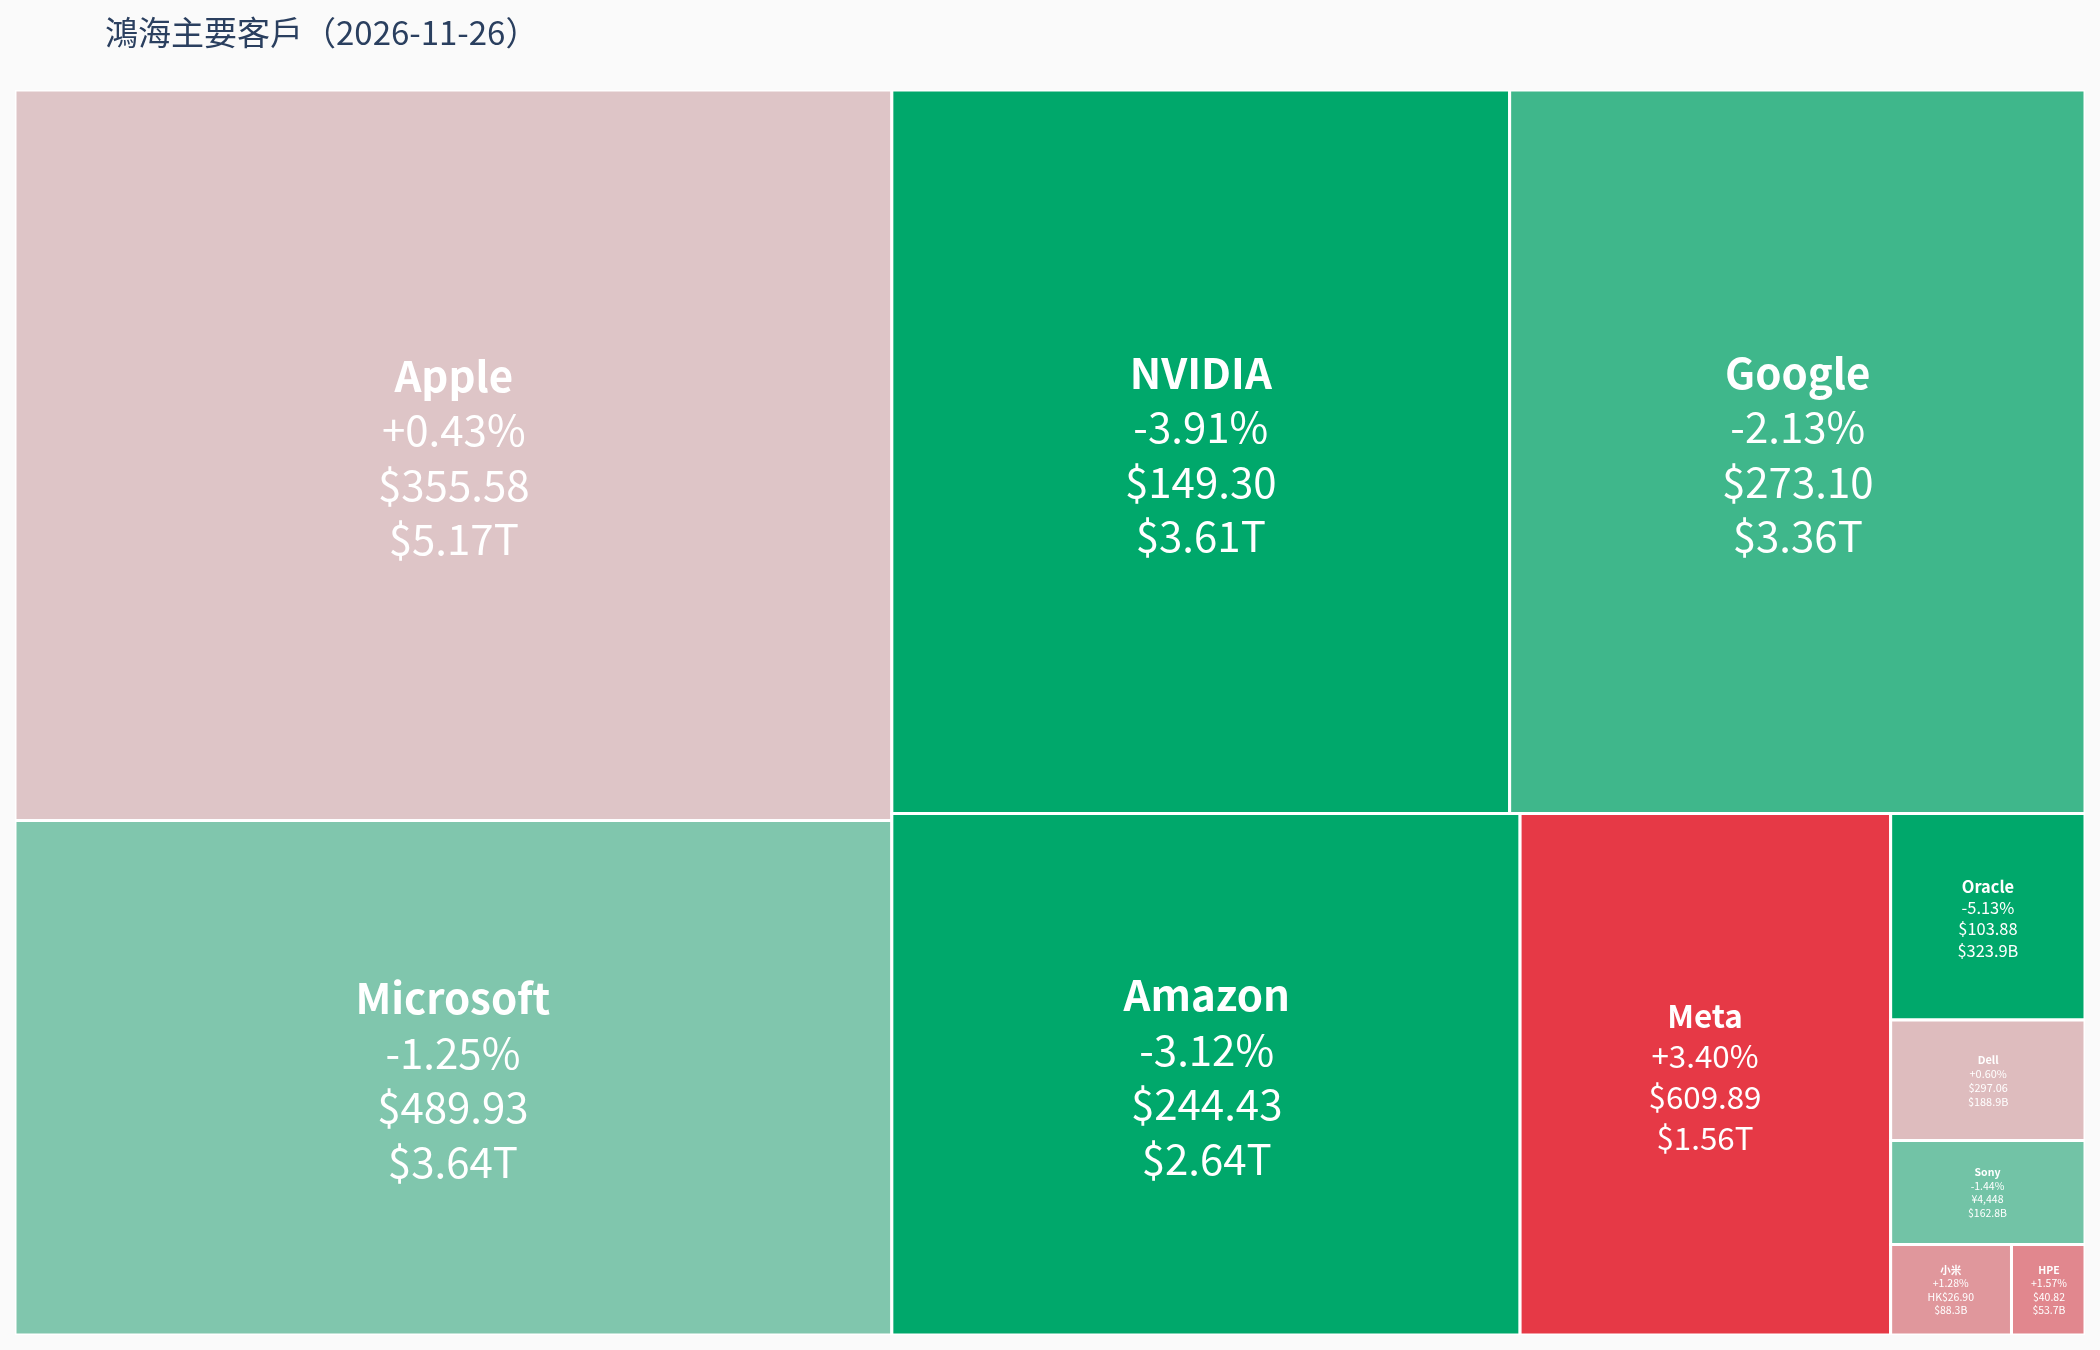 鴻海主要客戶（2026-11-26）
Apple
+0.43%
$355.58
$5.17T
NVIDIA
-3.91%
$149.30
$3.61T
Google
-2.13%
$273.10
$3.36T
Microsoft
-1.25%
$489.93
$3.64T
Amazon
-3.12%
$244.43
$2.64T
Meta
+3.40%
$609.89
$1.56T
Oracle
-5.13%
$103.88
$323.9B
Dell
+0.60%
$297.06
$188.9B
Sony
-1.44%
¥4,448
$162.8B
小米
+1.28%
HK$26.90
$88.3B
HPE
+1.57%
$40.82
$53.7B